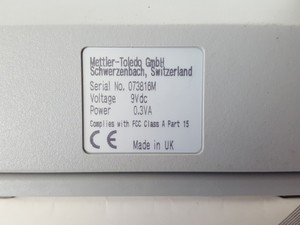 Mettler-Toledo GmbH
Schwerzenbach, Switzerland
Serial No. 073816M
Voltage 9Vdc
Power 0.3VA
Complies with FCC Class A Part 15
CE Made in UK